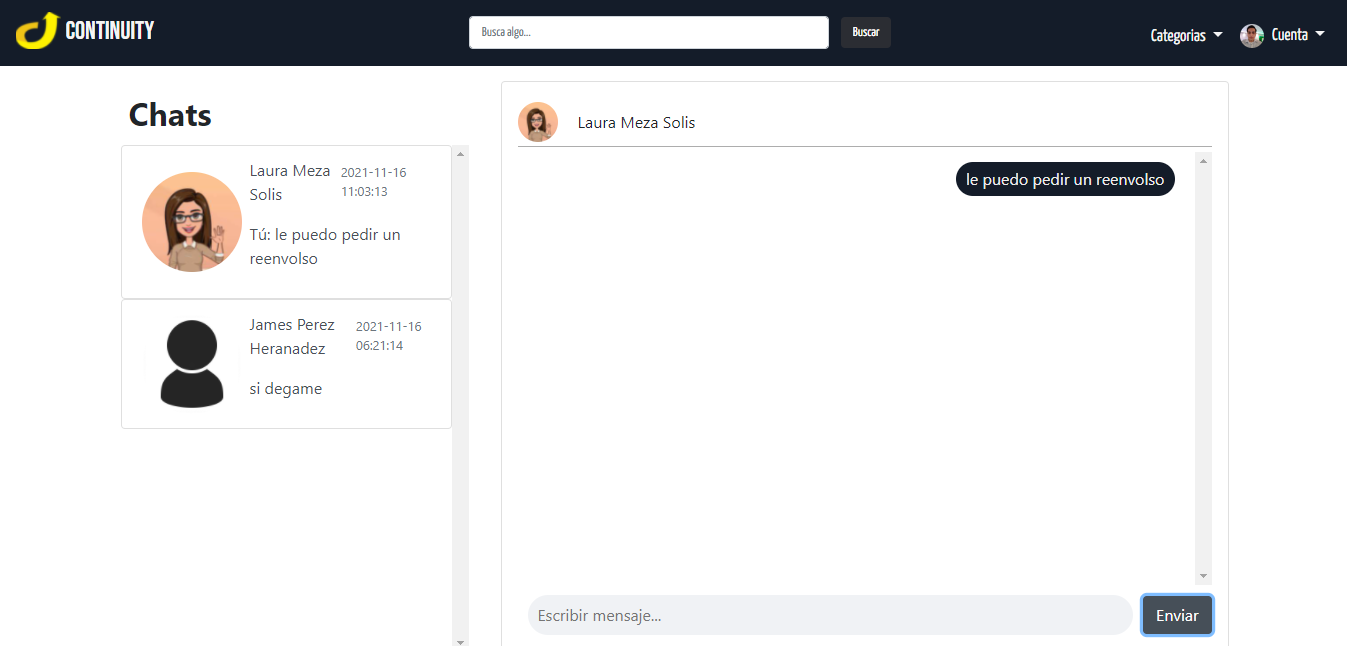 CONTINUITY
Busca algo...
Buscar
Categorias
Cuenta
Chats
Laura Meza
Solis
2021-11-16
11:03:13
Tú: le puedo pedir un
reenvolso
James Perez
Heranadez
2021-11-16
06:21:14
si degame
Laura Meza Solis
le puedo pedir un reenvolso
Escribir mensaje...
Enviar